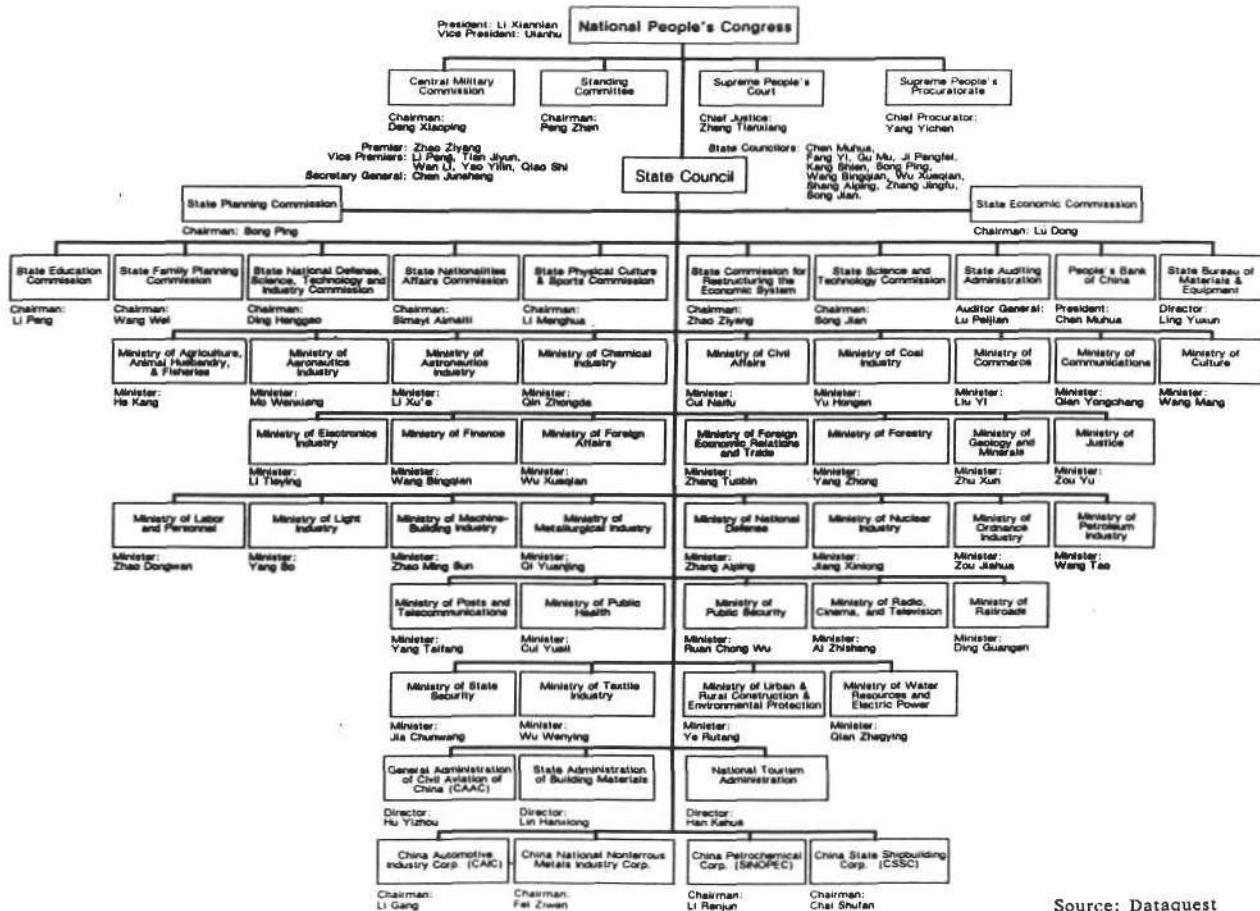 National People's Congress
President: Li Xiannian
Vice President: Ulanhu
Central Military
Commission
Chairman:
Deng Xiaoping
Standing
Committee
Chairman:
Peng Zhen
Supreme People's
Court
Chief Justice:
Zheng Tianxiang
Supreme People's
Procuratorate
Chief Procurator:
Yang Yichen
Premier: Zhao Ziyang
Vice Premiers: Li Peng, Tian Jiyun,
Wan Li, Yao Yilin, Qiao Shi
Secretary General: Chen Junsheng
State Council
State Councilors: Chen Muhua,
Fang Yi, Gu Mu, Ji Pengfei,
Kang Shien, Song Ping,
Wang Bingqian, Wu Xueqian,
Zhang Jingfu,
Song Jian.
State Planning Commission
Chairman: Song Ping
State Economic Commission
Chairman: Lu Dong
State Education
Commission
Chairman:
Li Peng
State Family Planning
Commission
Chairman:
Wang Wei
State National Defense,
Science, Technology and
Industry Commission
Chairman:
Ding Henggao
State Nationalities
Affairs Commission
Chairman:
Simayi Aimaiti
State Physical Culture
& Sports Commission
Chairman:
Li Menghua
State Commission for
Restructuring the
Economic System
Chairman:
Zhao Ziyang
State Science and
Technology Commission
Chairman:
Song Jian
State Auditing
Administration
Auditor General:
Lu Peijian
People's Bank
of China
President:
Chen Muhua
State Bureau of
Materials &
Equipment
Director:
Ling Yuxun
Ministry of Agriculture,
Animal Husbandry,
& Fisheries
Minister:
He Kang
Ministry of
Aeronautics
Industry
Minister:
Mo Wenxiang
Ministry of
Astronautics
Industry
Minister:
Li Xu'e
Ministry of Chemical
Industry
Minister:
Qin Zhongda
Ministry of Civil
Affairs
Minister:
Cui Naifu
Ministry of Coal
Industry
Minister:
Yu Hongen
Ministry of
Commerce
Minister:
Liu Yi
Ministry of
Communications
Minister:
Qian Yongchang
Ministry of
Culture
Minister:
Wang Mang
Ministry of Electronics
Industry
Minister:
Li Tieying
Ministry of Finance
Minister:
Wang Bingqian
Ministry of Foreign
Affairs
Minister:
Wu Xueqian
Ministry of Foreign
Economic Relations
and Trade
Minister:
Zheng Tuobin
Ministry of Forestry
Minister:
Yang Zhong
Ministry of
Geology and
Minerals
Minister:
Zhu Xun
Ministry of
Justice
Minister:
Zou Yu
Ministry of Labor
and Personnel
Minister:
Zhao Dongwan
Ministry of Light
Industry
Minister:
Yang Bo
Ministry of Machine-
Building Industry
Minister:
Zhao Ming Sun
Ministry of
Metallurgical Industry
Minister:
Qi Yuanjing
Ministry of National
Defense
Minister:
Zhang Aiping
Ministry of Nuclear
Industry
Minister:
Jiang Xinxiong
Ministry of
Ordnance
Industry
Minister:
Zou Jiahua
Ministry of
Petroleum
Industry
Minister:
Wang Tao
Ministry of Posts and
Telecommunications
Minister:
Yang Taifang
Ministry of Public
Health
Minister:
Cui Yueli
Ministry of
Public Security
Minister:
Ruan Chong Wu
Ministry of Radio,
Cinema, and Television
Minister:
Ai Zhisheng
Ministry of
Railroads
Minister:
Ding Guangen
Ministry of State
Security
Minister:
Jia Chunwang
Ministry of Textile
Industry
Minister:
Wu Wenying
Ministry of Urban &
Rural Construction &
Environmental Protection
Minister:
Ye Rutang
Ministry of Water
Resources and
Electric Power
Minister:
Qian Zhegying
General Administration
of Civil Aviation of
China (CAAC)
Director:
Hu Yizhou
State Administration
of Building Materials
Director:
Lin Hanxiong
National Tourism
Administration
Director:
Han Kehua
China Automotive
Industry Corp. (CAIC)
Chairman:
Li Gang
China National Nonferrous
Metals Industry Corp.
Chairman:
Fei Ziwen
China Petrochemical
Corp. (SINOPEC)
Chairman:
Li Renjun
China State Shipbuilding
Corp. (CSSC)
Chairman:
Chai Shufan
Source: Dataquest